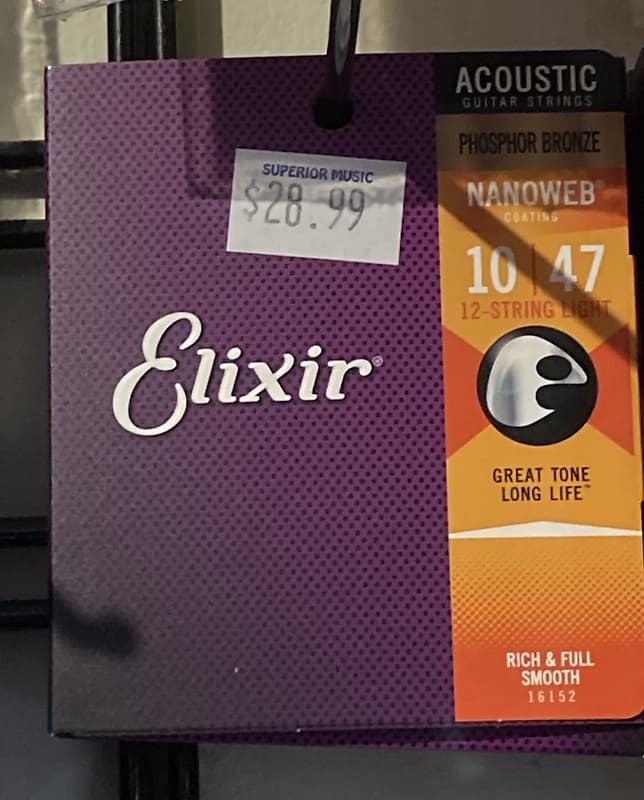 ACOUSTIC
GUITAR STRINGS
PHOSPHOR BRONZE
SUPERIOR MUSIC
$28.99
NANOWEB®
COATING
10 | 47
12-STRING LIGHT
Elixir®
GREAT TONE
LONG LIFE™
RICH & FULL
SMOOTH
16152